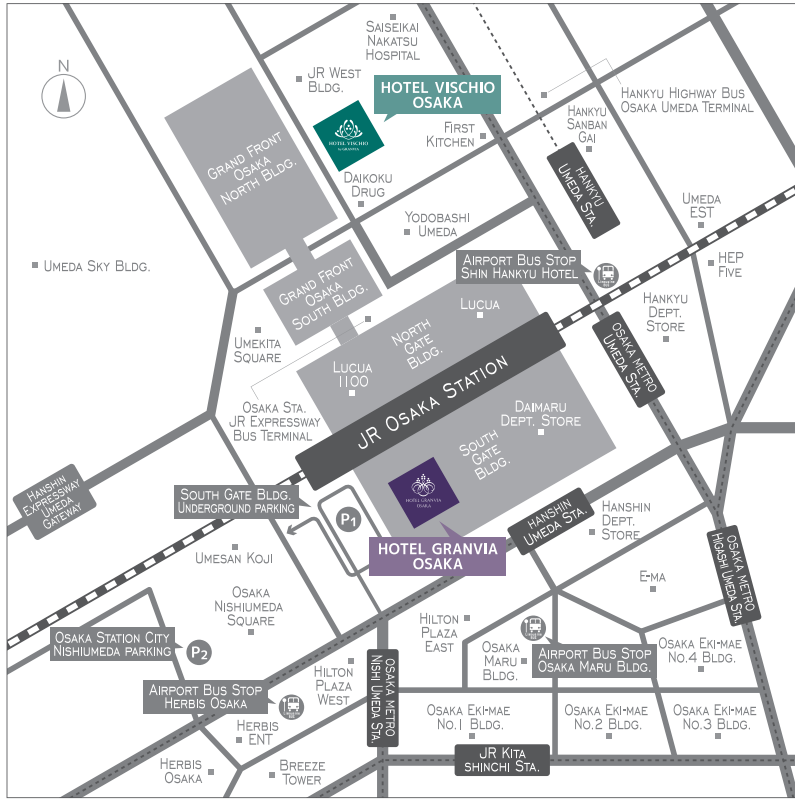 N
SAISEIKAI
NAKATSU
HOSPITAL
JR WEST
BLDG.
HOTEL VISCHIO
OSAKA
HOTEL VISCHIO
by GRANVIA
FIRST
KITCHEN
HANKYU
SANBAN
GAI
HANKYU HIGHWAY BUS
OSAKA UMEDA TERMINAL
GRAND FRONT
OSAKA
NORTH BLDG.
DAIKOKU
DRUG
YODOBASHI
UMEDA
HANKYU
UMEDA STA.
UMEDA
EST
HEP
FIVE
UMEDA SKY BLDG.
AIRPORT BUS STOP
SHIN HANKYU HOTEL
GRAND FRONT
OSAKA
SOUTH BLDG.
LUCUA
HANKYU
DEPT.
STORE
UMEKITA
SQUARE
NORTH
GATE
BLDG.
OSAKA METRO
UMEDA STA.
LUCUA
1100
JR OSAKA STATION
OSAKA STA.
JR EXPRESSWAY
BUS TERMINAL
DAIMARU
DEPT. STORE
SOUTH
GATE
BLDG.
HANSHIN
EXPRESSWAY
UMEDA
GATEWAY
SOUTH GATE BLDG.
UNDERGROUND PARKING
P1
HOTEL GRANVIA
OSAKA
HOTEL GRANVIA
OSAKA
HANSHIN
UMEDA STA.
HANSHIN
DEPT.
STORE
UMESAN KOJI
OSAKA METRO
HIGASHI UMEDA STA.
E-MA
OSAKA
NISHIUMEDA
SQUARE
HILTON
PLAZA
EAST
OSAKA STATION CITY
NISHIUMEDA PARKING
P2
OSAKA
MARU
BLDG.
AIRPORT BUS STOP
OSAKA MARU BLDG.
OSAKA EKI-MAE
NO.4 BLDG.
HILTON
PLAZA
WEST
OSAKA METRO
NISHI UMEDA STA.
AIRPORT BUS STOP
HERBIS OSAKA
OSAKA EKI-MAE
NO.1 BLDG.
OSAKA EKI-MAE
NO.2 BLDG.
OSAKA EKI-MAE
NO.3 BLDG.
HERBIS
ENT
HERBIS
OSAKA
BREEZE
TOWER
JR KITA
SHINCHI STA.